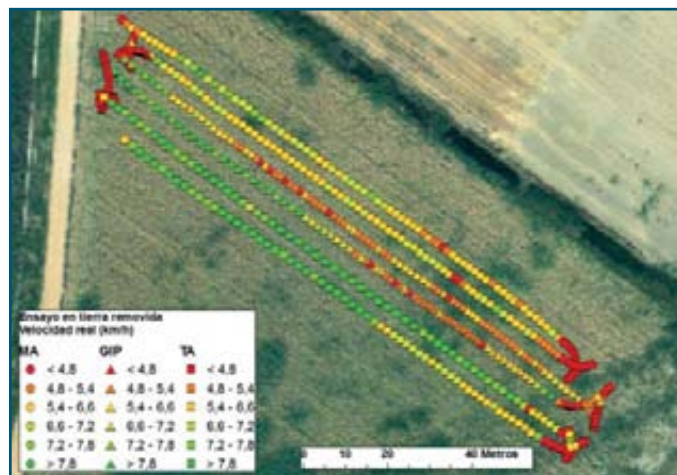 Ensayo en tierra removida
Velocidad real (km/h)
MA GIP TA
< 4,8 < 4,8 < 4,8
4,8 - 5,4 4,8 - 5,4 4,8 - 5,4
5,4 - 6,6 5,4 - 6,6 5,4 - 6,6
6,6 - 7,2 6,6 - 7,2 6,6 - 7,2
7,2 - 7,8 7,2 - 7,8 7,2 - 7,8
> 7,8 > 7,8 > 7,8
0 10 20 40 Metros